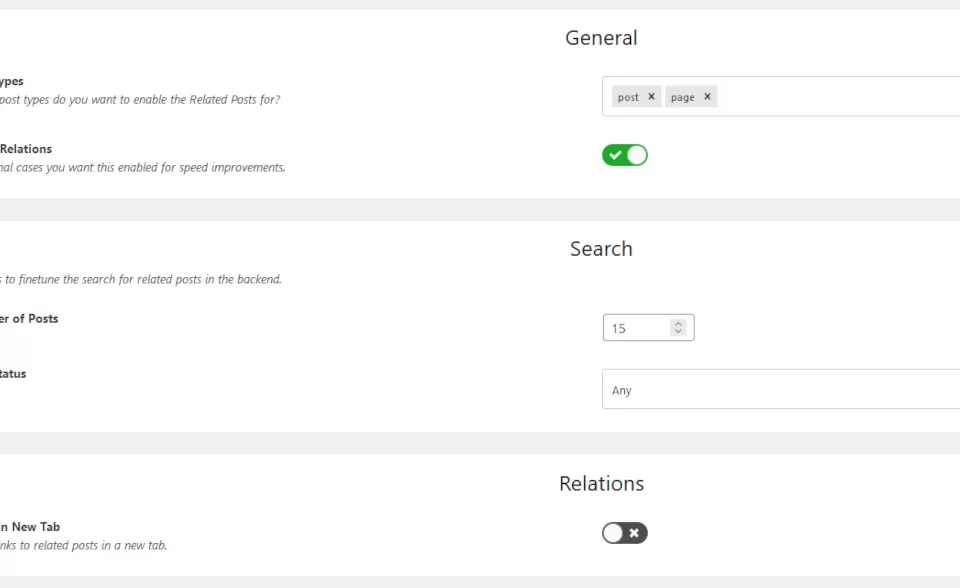 General
ypes
post types do you want to enable the Related Posts for?
post × page ×
Relations
nal cases you want this enabled for speed improvements.
Search
s to finetune the search for related posts in the backend.
er of Posts
15
tatus
Any
Relations
in New Tab
nks to related posts in a new tab.